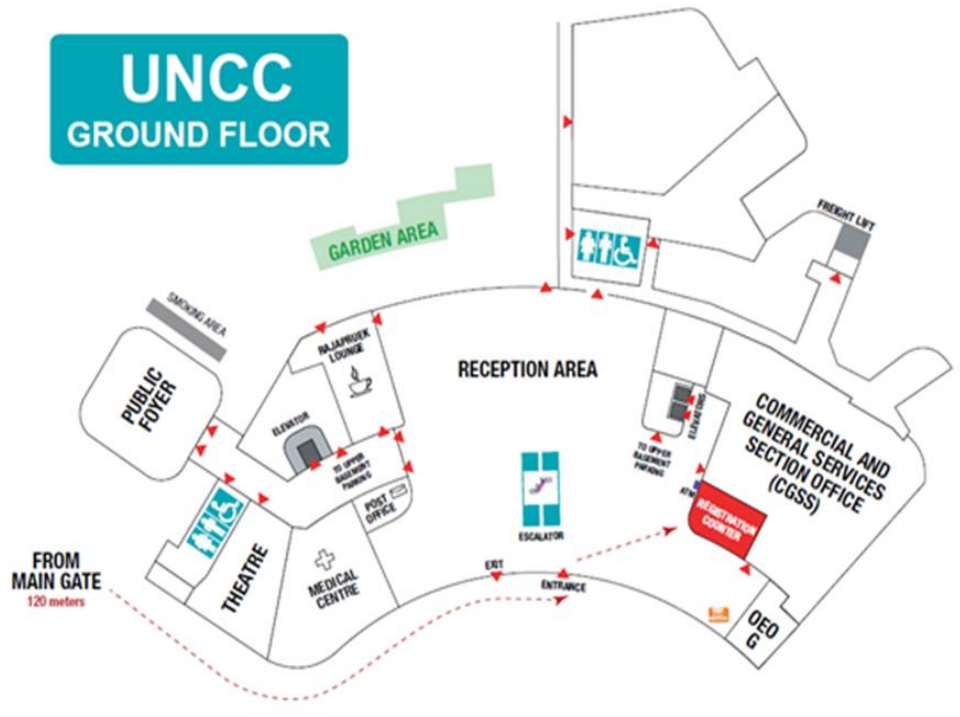 UNCC
GROUND FLOOR
FREIGHT LIFT
GARDEN AREA
SMOKING AREA
RAJAPRUEK
LOUNGE
PUBLIC
FOYER
RECEPTION AREA
ELEVATOR
ELEVATORS
COMMERCIAL AND
GENERAL SERVICES
SECTION OFFICE
(CGSS)
TO UPPER
BASEMENT
PARKING
TO UPPER
BASEMENT
PARKING
POST
OFFICE
ATM
REGISTRATION
COUNTER
ESCALATOR
FROM
MAIN GATE
120 meters
THEATRE
MEDICAL
CENTRE
EXIT
ENTRANCE
OEO
G